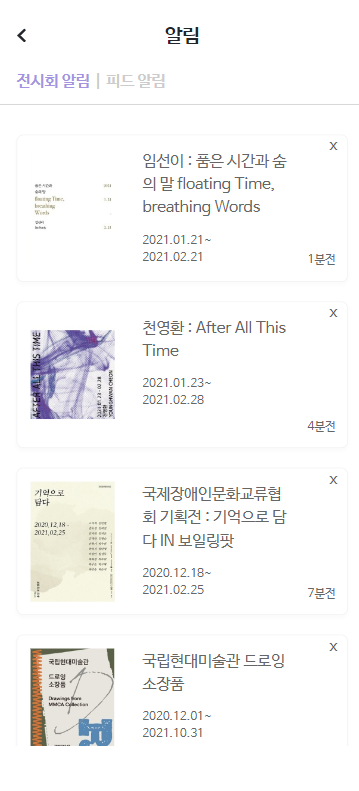 알림
전시회 알림 | 피드 알림
x
임선이 : 품은 시간과 숨
의 말 floating Time,
breathing Words
2021.01.21~
2021.02.21
1분전
floating Time,
breathing
Words
x
천영환 : After All This
Time
2021.01.23~
2021.02.28
4분전
AFTER ALL THIS TIME
x
국제장애인문화교류협
회 기획전 : 기억으로 담
다 IN 보일링팟
2020.12.18~
2021.02.25
7분전
기억으로
담다
2020.12.18 -
2021.02.25
x
국립현대미술관 드로잉
소장품
2020.12.01~
2021.10.31
국립현대미술관
드로잉
소장품
Drawings from
MMCA Collection